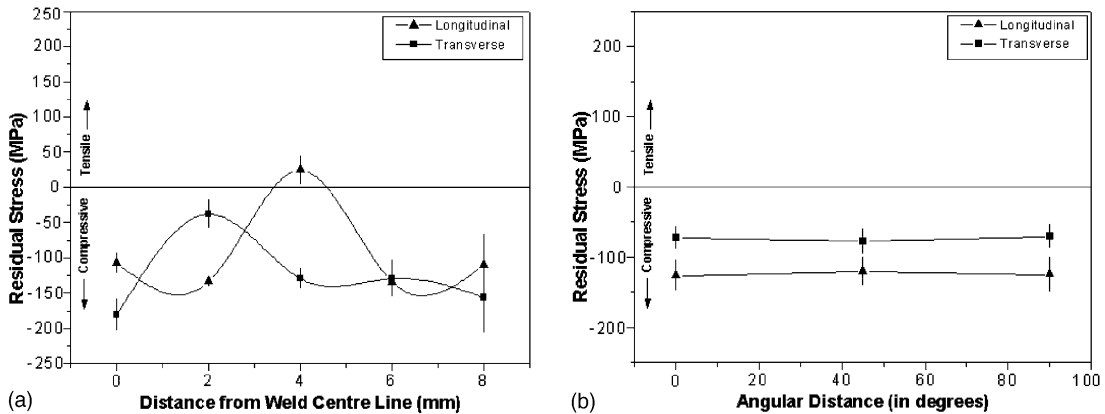 250
200
150
100
50
0
-50
-100
-150
-200
-250
Residual Stress (MPa)
Tensile
Compressive
Longitudinal
Transverse
0 2 4 6 8
Distance from Weld Centre Line (mm)
(a)
200
100
0
-100
-200
Residual Stress (MPa)
Tensile
Compressive
Longitudinal
Transverse
0 20 40 60 80 100
Angular Distance (in degrees)
(b)